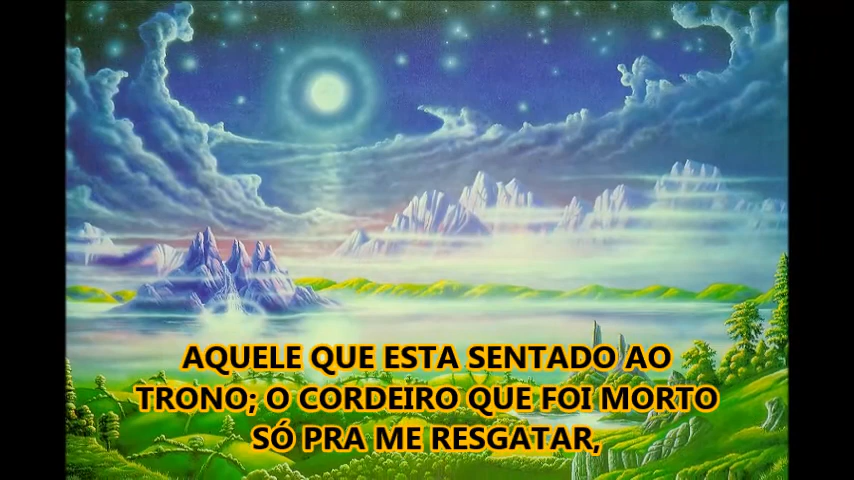 AQUELE QUE ESTA SENTADO AO
TRONO; O CORDEIRO QUE FOI MORTO
SÓ PRA ME RESGATAR,